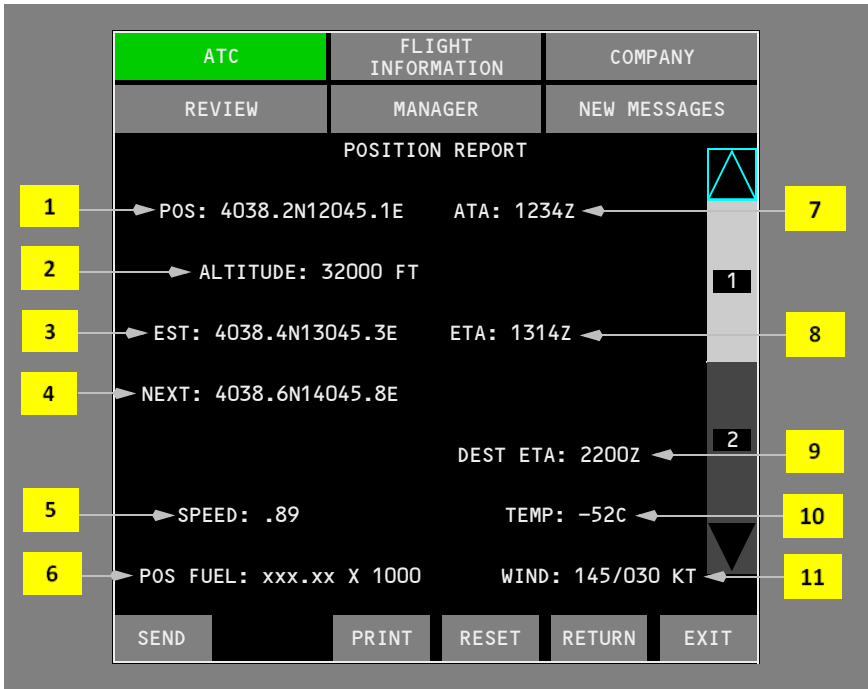 ATC
FLIGHT
INFORMATION
COMPANY
REVIEW
MANAGER
NEW MESSAGES
POSITION REPORT
1
POS: 4038.2N12045.1E
ATA: 1234Z
7
2
ALTITUDE: 32000 FT
1
3
EST: 4038.4N13045.3E
ETA: 1314Z
8
4
NEXT: 4038.6N14045.8E
2
DEST ETA: 2200Z
9
5
SPEED: .89
TEMP: -52C
10
6
POS FUEL: xxx.xx X 1000
WIND: 145/030 KT
11
SEND
PRINT
RESET
RETURN
EXIT